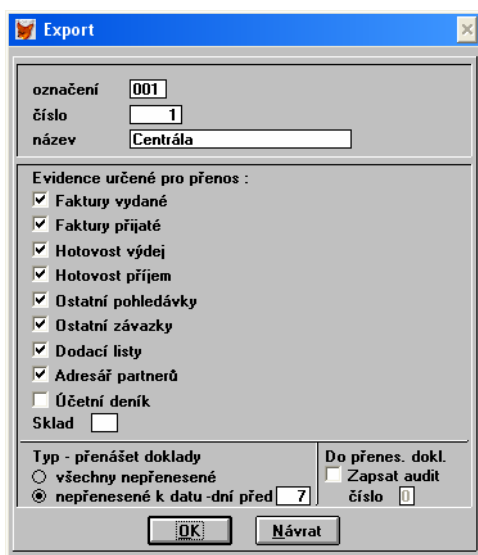 Export
označení 001
číslo 1
název Centrála
Evidence určené pro přenos :
Faktury vydané
Faktury přijaté
Hotovost výdej
Hotovost příjem
Ostatní pohledávky
Ostatní závazky
Dodací listy
Adresář partnerů
Účetní deník
Sklad
Typ - přenášet doklady
všechny nepřenesené
nepřenesené k datu -dní před 7
Do přenes. dokl.
Zapsat audit
číslo 0
OK Návrat